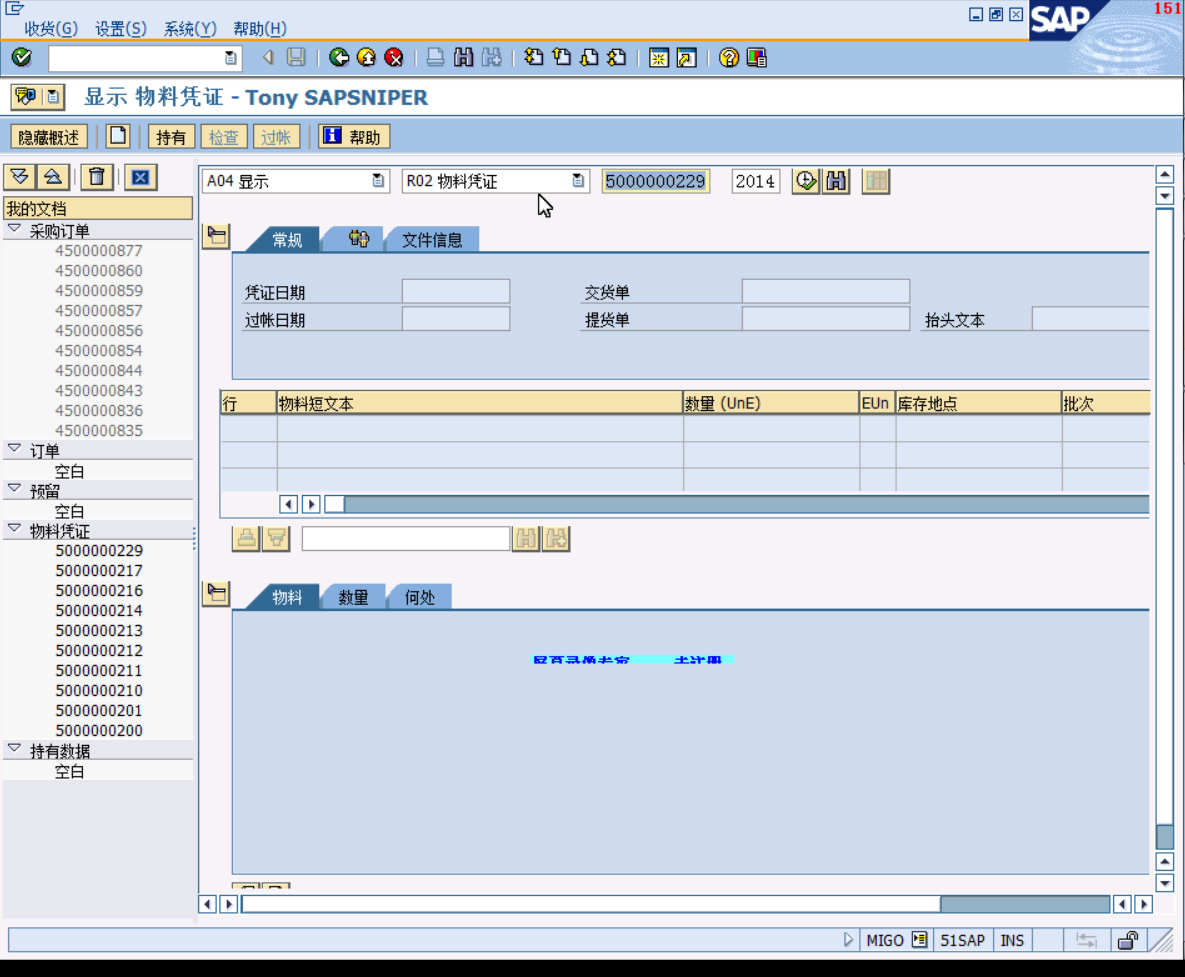 151
收货(G) 设置(S) 系统(Y) 帮助(H)
SAP
显示 物料凭证 - Tony SAPSNIPER
隐藏概述 持有 检查 过帐 帮助
A04 显示 R02 物料凭证 5000000229 2014
我的文档
采购订单
4500000877
4500000860
4500000859
4500000857
4500000856
4500000854
4500000844
4500000843
4500000836
4500000835
订单
空白
预留
空白
物料凭证
5000000229
5000000217
5000000216
5000000214
5000000213
5000000212
5000000211
5000000210
5000000201
5000000200
持有数据
空白
常规 文件信息
凭证日期 交货单
过帐日期 提货单 抬头文本
行 物料短文本 数量 (UnE) EUn 库存地点 批次
物料 数量 何处
MIGO 51SAP INS